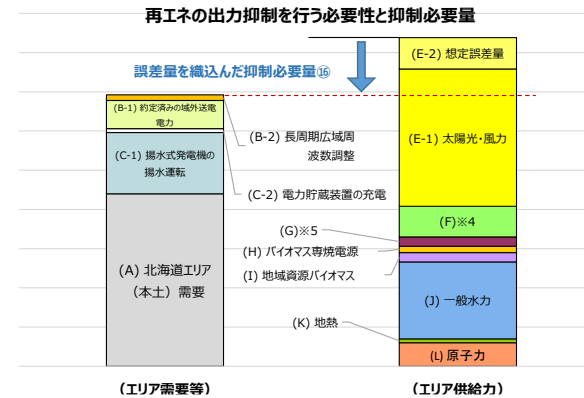 再エネの出力抑制を行う必要性と抑制必要量
誤差量を織込んだ抑制必要量⑯
(B-1) 約定済みの域外送電
電力
(C-1) 揚水式発電機の
揚水運転
(A) 北海道エリア
（本土）需要
(B-2) 長周期広域周
波数調整
(C-2) 電力貯蔵装置の充電
(G)※5
(H) バイオマス専焼電源
(I) 地域資源バイオマス
(K) 地熱
(E-2) 想定誤差量
(E-1) 太陽光・風力
(F)※4
(J) 一般水力
(L) 原子力
（エリア需要等）
（エリア供給力）